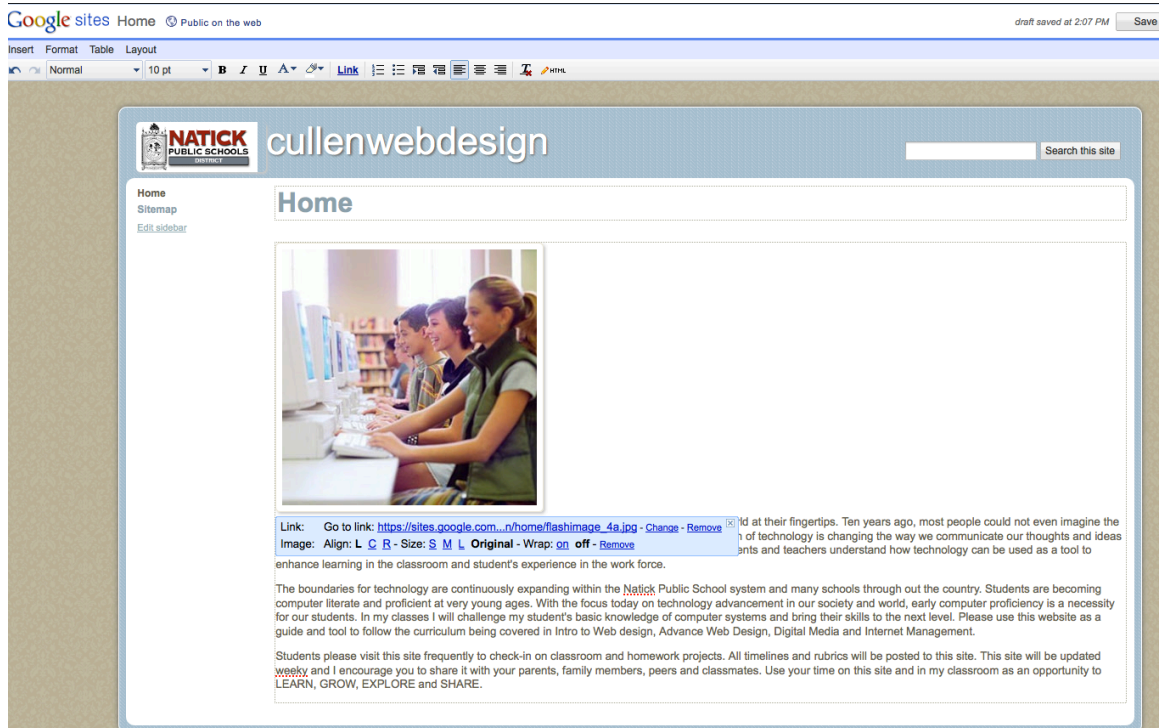 Google sites Home Public on the web draft saved at 2:07 PM Save
Insert Format Table Layout
Normal 10 pt B I U A Link HTML
NATICK
PUBLIC SCHOOLS
DISTRICT
cullenwebdesign
Search this site
Home
Sitemap
Edit sidebar
Home
Link: Go to link: https://sites.google.com...n/home/flashimage_4a.jpg - Change - Remove
Image: Align: L C R - Size: S M L Original - Wrap: on off - Remove
ld at their fingertips. Ten years ago, most people could not even imagine the
of technology is changing the way we communicate our thoughts and ideas
ents and teachers understand how technology can be used as a tool to
enhance learning in the classroom and student's experience in the work force.
The boundaries for technology are continuously expanding within the Natick Public School system and many schools through out the country. Students are becoming
computer literate and proficient at very young ages. With the focus today on technology advancement in our society and world, early computer proficiency is a necessity
for our students. In my classes I will challenge my student's basic knowledge of computer systems and bring their skills to the next level. Please use this website as a
guide and tool to follow the curriculum being covered in Intro to Web design, Advance Web Design, Digital Media and Internet Management.
Students please visit this site frequently to check-in on classroom and homework projects. All timelines and rubrics will be posted to this site. This site will be updated
weeky and I encourage you to share it with your parents, family members, peers and classmates. Use your time on this site and in my classroom as an opportunity to
LEARN, GROW, EXPLORE and SHARE.